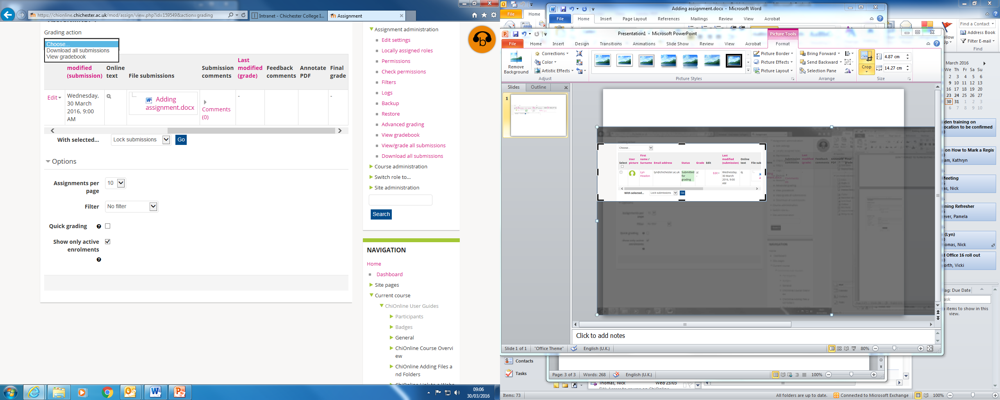 https://chionline.chichester.ac.uk/mod/assign/view.php?id=159549&action=grading
Intranet - Chichester College I...
Assignment
Grading action
Choose...
Download all submissions
View gradebook
modified (submission)
Online text
File submissions
Submission comments
Last modified (grade)
Feedback comments
Annotate PDF
Final grade
Edit
Wednesday, 30 March 2016, 9:00 AM
Adding assignment.docx
Comments (0)
-
-
With selected...
Lock submissions
Go
Options
Assignments per page
10
Filter
No filter
Quick grading
Show only active enrolments
Assignment administration
Edit settings
Locally assigned roles
Permissions
Check permissions
Filters
Logs
Backup
Restore
Advanced grading
View gradebook
View/grade all submissions
Download all submissions
Course administration
Switch role to...
Site administration
Search
NAVIGATION
Home
Dashboard
Site pages
Current course
ChiOnline User Guides
Participants
Badges
General
ChiOnline Course Overvi
ew
ChiOnline Adding Files a
nd Folders
09:06
30/03/2016
File
Home
Adding assignment.docx - Microsoft Word
File Home Insert Page Layout References Mailings Review View Acrobat
Presentation1 - Microsoft PowerPoint
Picture Tools
File Home Insert Design Transitions Animations Slide Show Review View Acrobat Format
Remove Background
Corrections
Color
Artistic Effects
Adjust
Picture Styles
Picture Border
Picture Effects
Picture Layout
Bring Forward
Send Backward
Selection Pane
Arrange
Crop
4.87 cm
14.27 cm
Size
Slides
Outline
1
Choose...
Select
User picture
First name / Surname
Email address
Status
Grade
Edit
Last modified (submission)
Online text
File sub
Lyn Headon
lyn@chichester.ac.uk
Submitted for grading
Edit
Wednesday, 30 March 2016, 9:00 AM
With selected...
Lock submissions
Go
Click to add notes
Slide 1 of 1
"Office Theme"
English (U.K.)
80%
Contacts
Tasks
Page: 3 of 3
Words: 268
English (U.K.)
100%
Thomas, Nick
Wed 23/03
Items: 73
All folders are up to date.
Connected to Microsoft Exchange
100%
Find a Contact
Address Book
Filter E-mail
Find
March 2016
We Th Fr Sa Su
2 3 4 5 6
9 10 11 12 13
16 17 18 19 20
23 24 25 26 27
30 31 1 2 3
6 7 8 9 10
den training on
ocation to be confirmed
on How to Mark a Regis
am, Kathryn
Meeting
as, Nick
ning Refresher
ever, Pamela
(Lyn)
omas, Nick
d Office 16 roll out
orth, Vicki
ag: Due Date
ask
items to show in this
view.